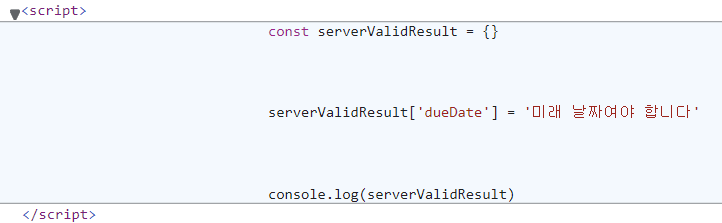 <script>
const serverValidResult = {}
serverValidResult['dueDate'] = '미래 날짜여야 합니다'
console.log(serverValidResult)
</script>